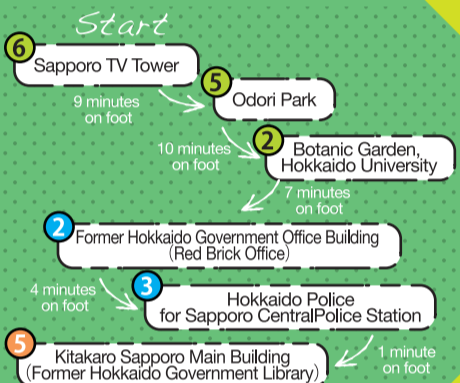 Start
6
Sapporo TV Tower
9 minutes
on foot
5
Odori Park
10 minutes
on foot
2
Botanic Garden,
Hokkaido University
7 minutes
on foot
2
Former Hokkaido Government Office Building
(Red Brick Office)
4 minutes
on foot
3
Hokkaido Police
for Sapporo CentralPolice Station
1 minute
on foot
5
Kitakaro Sapporo Main Building
(Former Hokkaido Government Library)